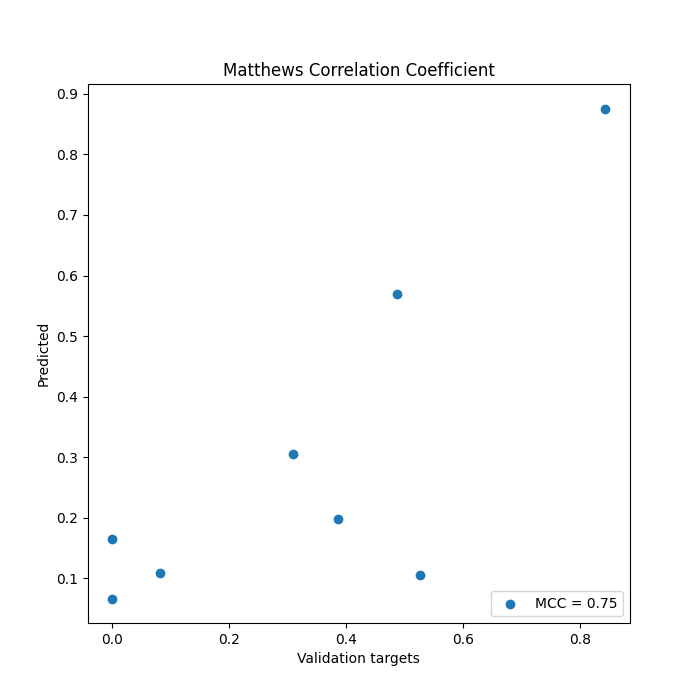 Matthews Correlation Coefficient
0.9
0.8
0.7
0.6
0.5
0.4
0.3
0.2
0.1
Predicted
MCC = 0.75
0.0 0.2 0.4 0.6 0.8
Validation targets